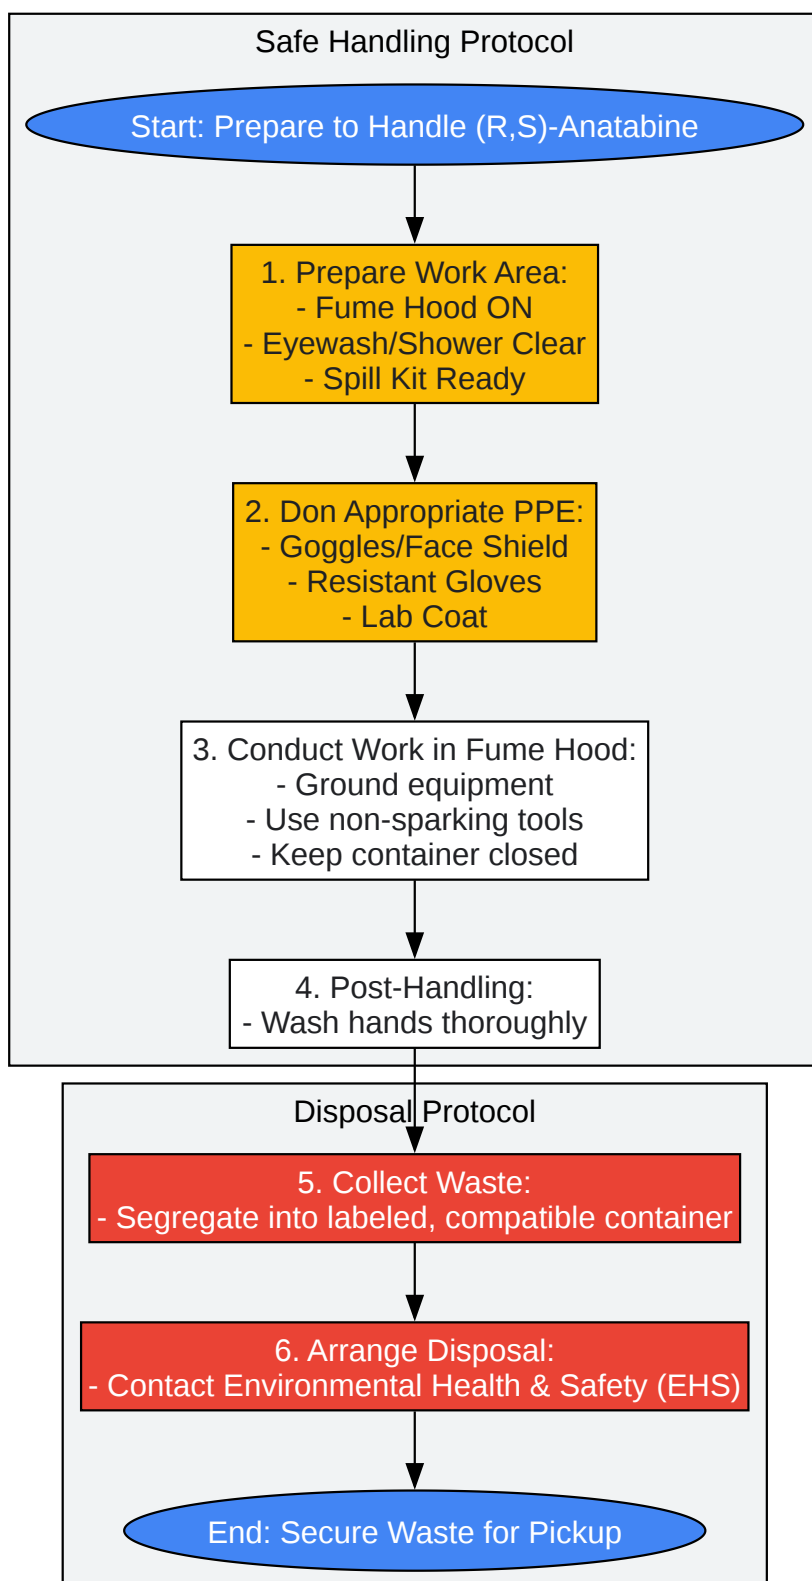 Safe Handling Protocol
Start: Prepare to Handle (R,S)-Anatabine
1. Prepare Work Area:
- Fume Hood ON
- Eyewash/Shower Clear
- Spill Kit Ready
2. Don Appropriate PPE:
- Goggles/Face Shield
- Resistant Gloves
- Lab Coat
3. Conduct Work in Fume Hood:
- Ground equipment
- Use non-sparking tools
- Keep container closed
4. Post-Handling:
- Wash hands thoroughly
Disposal Protocol
5. Collect Waste:
- Segregate into labeled, compatible container
6. Arrange Disposal:
- Contact Environmental Health & Safety (EHS)
End: Secure Waste for Pickup